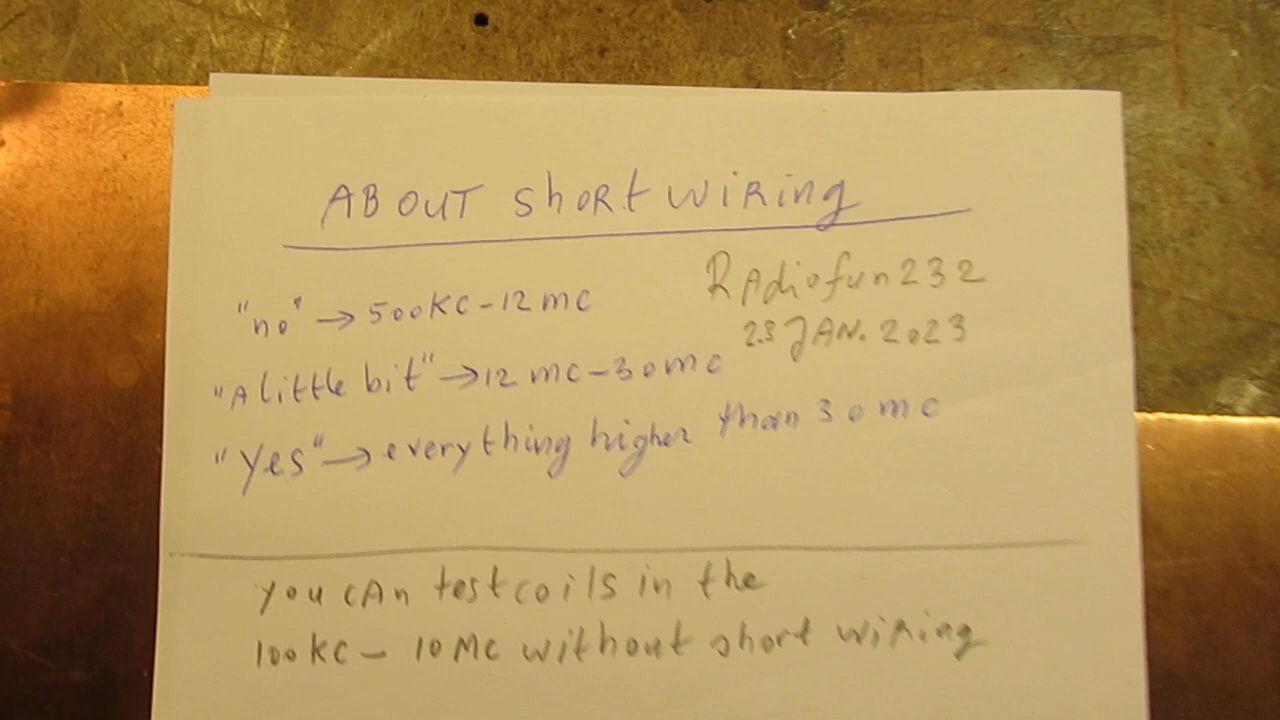 ABOUT short wiring
Radiofun232
23 JAN. 2023
"no" → 500KC-12mc
"A little bit" → 12 mc-30mc
"yes" → everything higher than 30mc
you can test coils in the
100KC - 10MC without short wiring